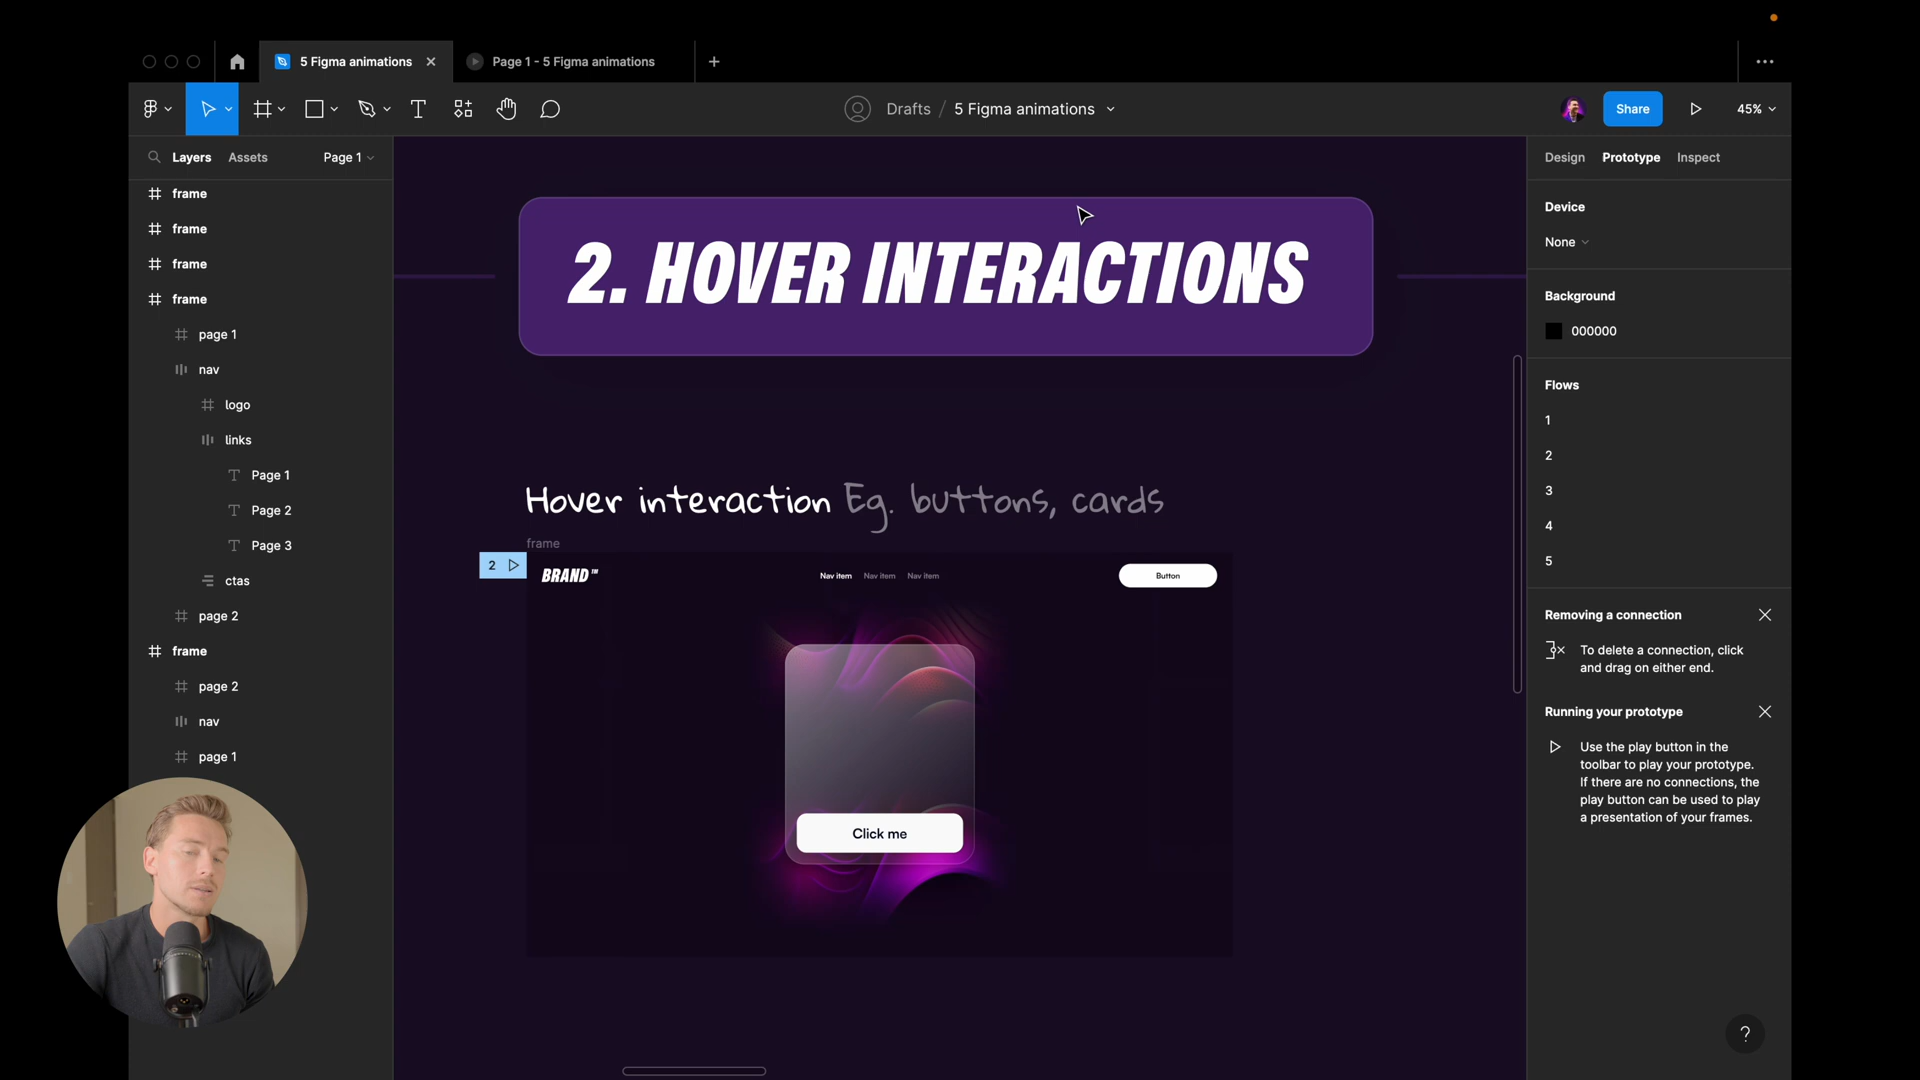 5 Figma animations
Page 1 - 5 Figma animations
Drafts / 5 Figma animations
Share
45%
Layers
Assets
Page 1
frame
frame
frame
frame
page 1
nav
logo
links
Page 1
Page 2
Page 3
ctas
page 2
frame
page 2
nav
page 1
2. HOVER INTERACTIONS
Hover interaction Eg. buttons, cards
frame
2
BRAND™
Nav item
Nav item
Nav item
Button
Click me
Design
Prototype
Inspect
Device
None
Background
000000
Flows
1
2
3
4
5
Removing a connection
To delete a connection, click
and drag on either end.
Running your prototype
Use the play button in the
toolbar to play your prototype.
If there are no connections, the
play button can be used to play
a presentation of your frames.
?